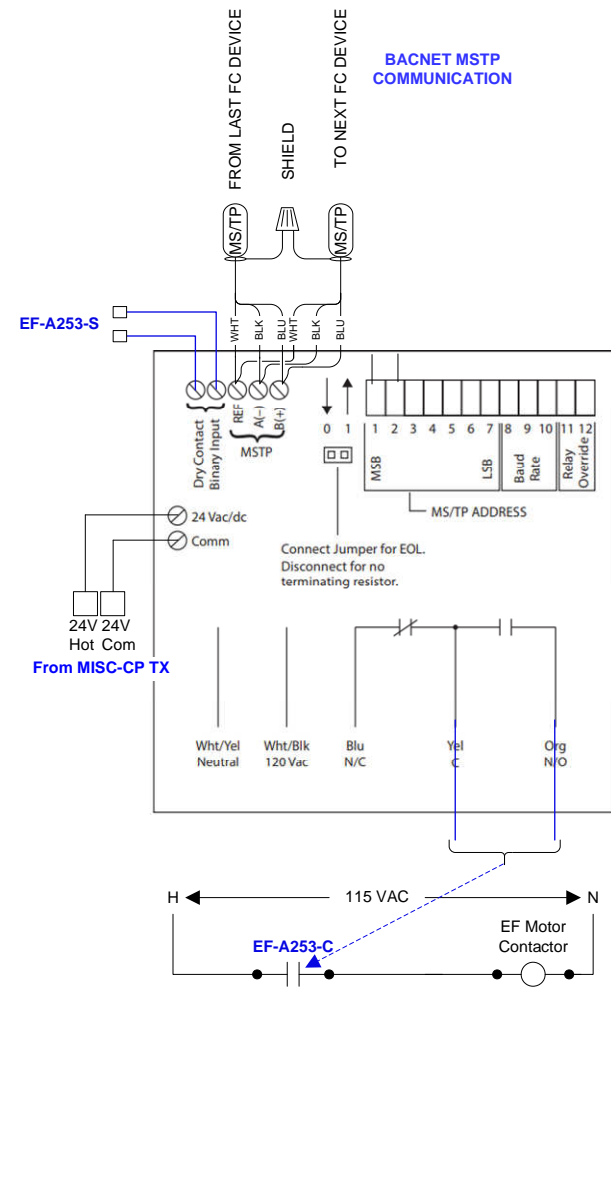 FROM LAST FC DEVICE
SHIELD
TO NEXT FC DEVICE
BACNET MSTP
COMMUNICATION
MS/TP
MS/TP
EF-A253-S
WHT
BLK
BLU
WHT
BLK
BLU
Dry Contact
Binary Input
REF
A(−)
B(+)
MSTP
0 1
1 2 3 4 5 6 7 8 9 10 11 12
MSB
LSB
Baud
Rate
Relay
Override
MS/TP ADDRESS
24 Vac/dc
Comm
Connect Jumper for EOL.
Disconnect for no
terminating resistor.
24V 24V
Hot Com
From MISC-CP TX
Wht/Yel
Neutral
Wht/Blk
120 Vac
Blu
N/C
Yel
C
Org
N/O
H
115 VAC
N
EF Motor
Contactor
EF-A253-C